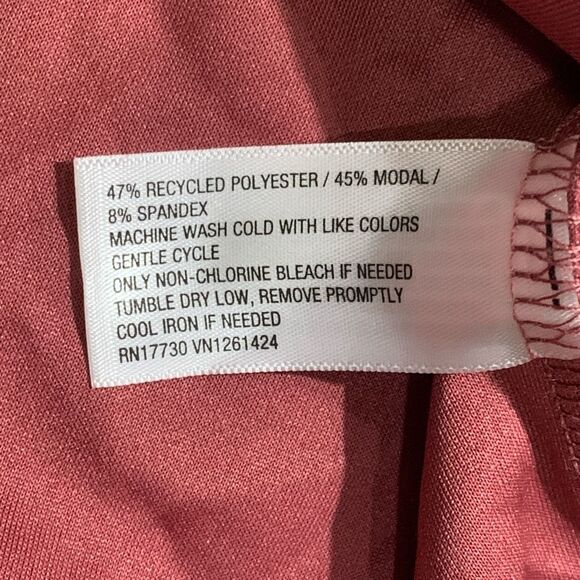 47% RECYCLED POLYESTER / 45% MODAL /
8% SPANDEX
MACHINE WASH COLD WITH LIKE COLORS
GENTLE CYCLE
ONLY NON-CHLORINE BLEACH IF NEEDED
TUMBLE DRY LOW, REMOVE PROMPTLY
COOL IRON IF NEEDED
RN17730 VN1261424